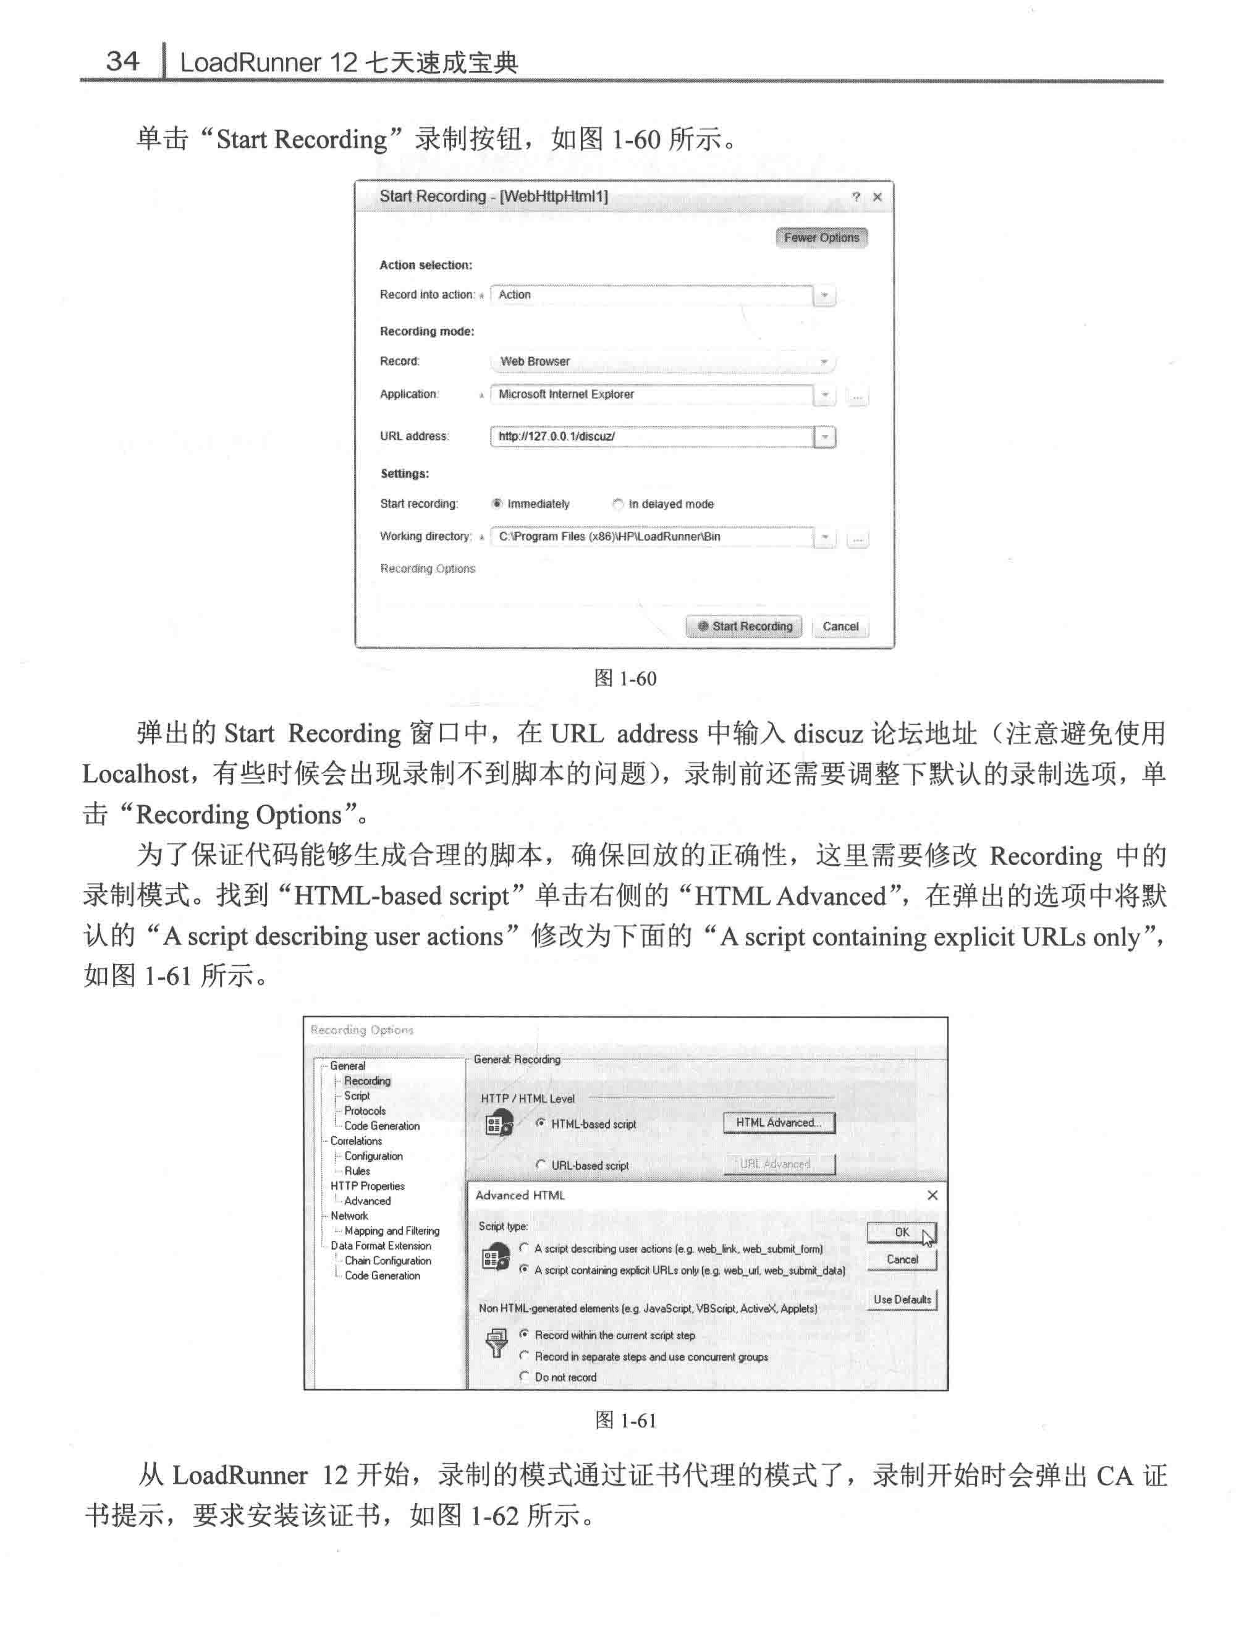 34 LoadRunner 12 七天速成宝典
单击“Start Recording”录制按钮，如图 1-60 所示。
Start Recording - [WebHttpHtml1] ? ×
Fewer Options
Action selection:
Record into action: Action
Recording mode:
Record: Web Browser
Application: Microsoft Internet Explorer ...
URL address: http://127.0.0.1/discuz/
Settings:
Start recording: Immediately In delayed mode
Working directory: C:\Program Files (x86)\HP\LoadRunner\Bin ...
Recording Options
Start Recording Cancel
图 1-60
弹出的 Start Recording 窗口中，在 URL address 中输入 discuz 论坛地址（注意避免使用
Localhost，有些时候会出现录制不到脚本的问题），录制前还需要调整下默认的录制选项，单
击“Recording Options”。
为了保证代码能够生成合理的脚本，确保回放的正确性，这里需要修改 Recording 中的
录制模式。找到“HTML-based script”单击右侧的“HTML Advanced”，在弹出的选项中将默
认的“A script describing user actions”修改为下面的“A script containing explicit URLs only”，
如图 1-61 所示。
Recording Options
General
Recording
Script
Protocols
Code Generation
Correlations
Configuration
Rules
HTTP Properties
Advanced
Network
Mapping and Filtering
Data Format Extension
Chain Configuration
Code Generation
General: Recording
HTTP / HTML Level
HTML-based script HTML Advanced...
URL-based script URL Advanced
Advanced HTML ×
Script type:
A script describing user actions (e.g. web_link, web_submit_form)
A script containing explicit URLs only (e.g. web_url, web_submit_data)
OK
Cancel
Use Defaults
Non HTML-generated elements (e.g. JavaScript, VBScript, ActiveX, Applets)
Record within the current script step
Record in separate steps and use concurrent groups
Do not record
图 1-61
从 LoadRunner 12 开始，录制的模式通过证书代理的模式了，录制开始时会弹出 CA 证
书提示，要求安装该证书，如图 1-62 所示。